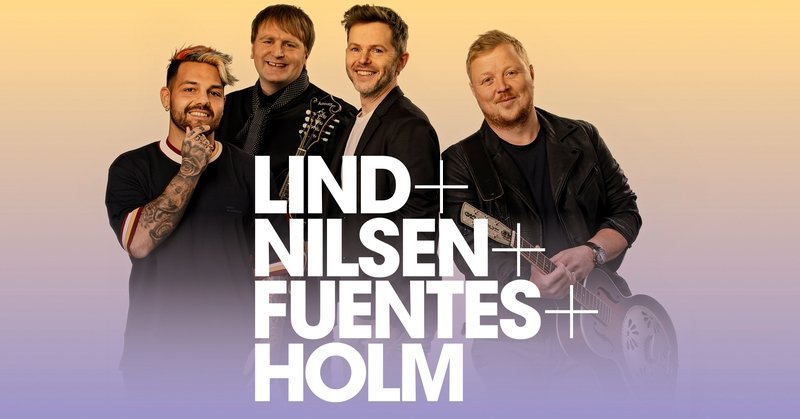 LIND+
NILSEN+
FUENTES+
HOLM